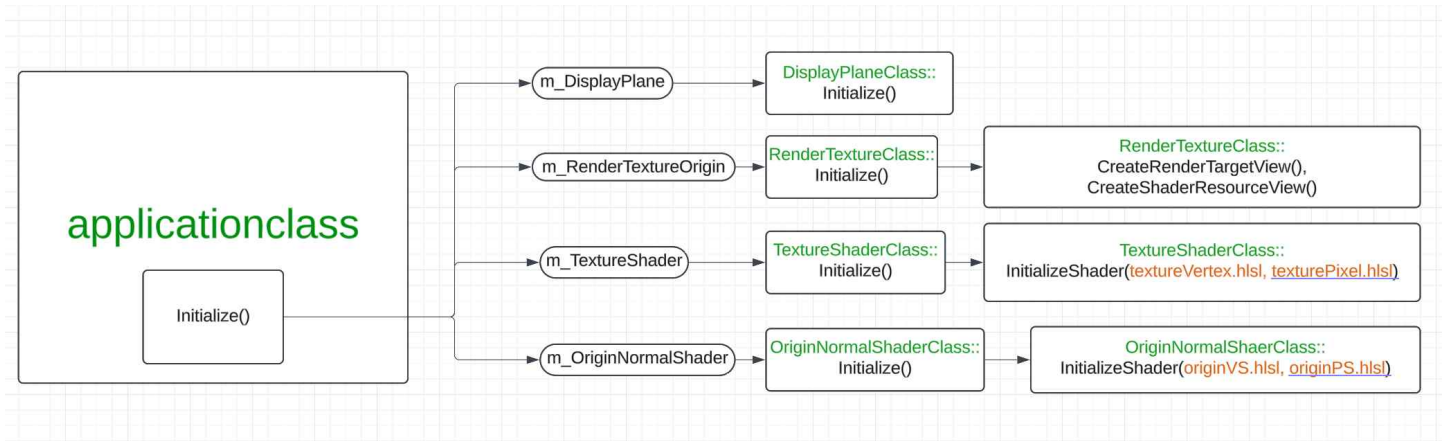 applicationclass
Initialize()
m_DisplayPlane
DisplayPlaneClass::
Initialize()
m_RenderTextureOrigin
RenderTextureClass::
Initialize()
RenderTextureClass::
CreateRenderTargetView(),
CreateShaderResourceView()
m_TextureShader
TextureShaderClass::
Initialize()
TextureShaderClass::
InitializeShader(textureVertex.hlsl, texturePixel.hlsl)
m_OriginNormalShader
OriginNormalShaderClass::
Initialize()
OriginNormalShaerClass::
InitializeShader(originVS.hlsl, originPS.hlsl)